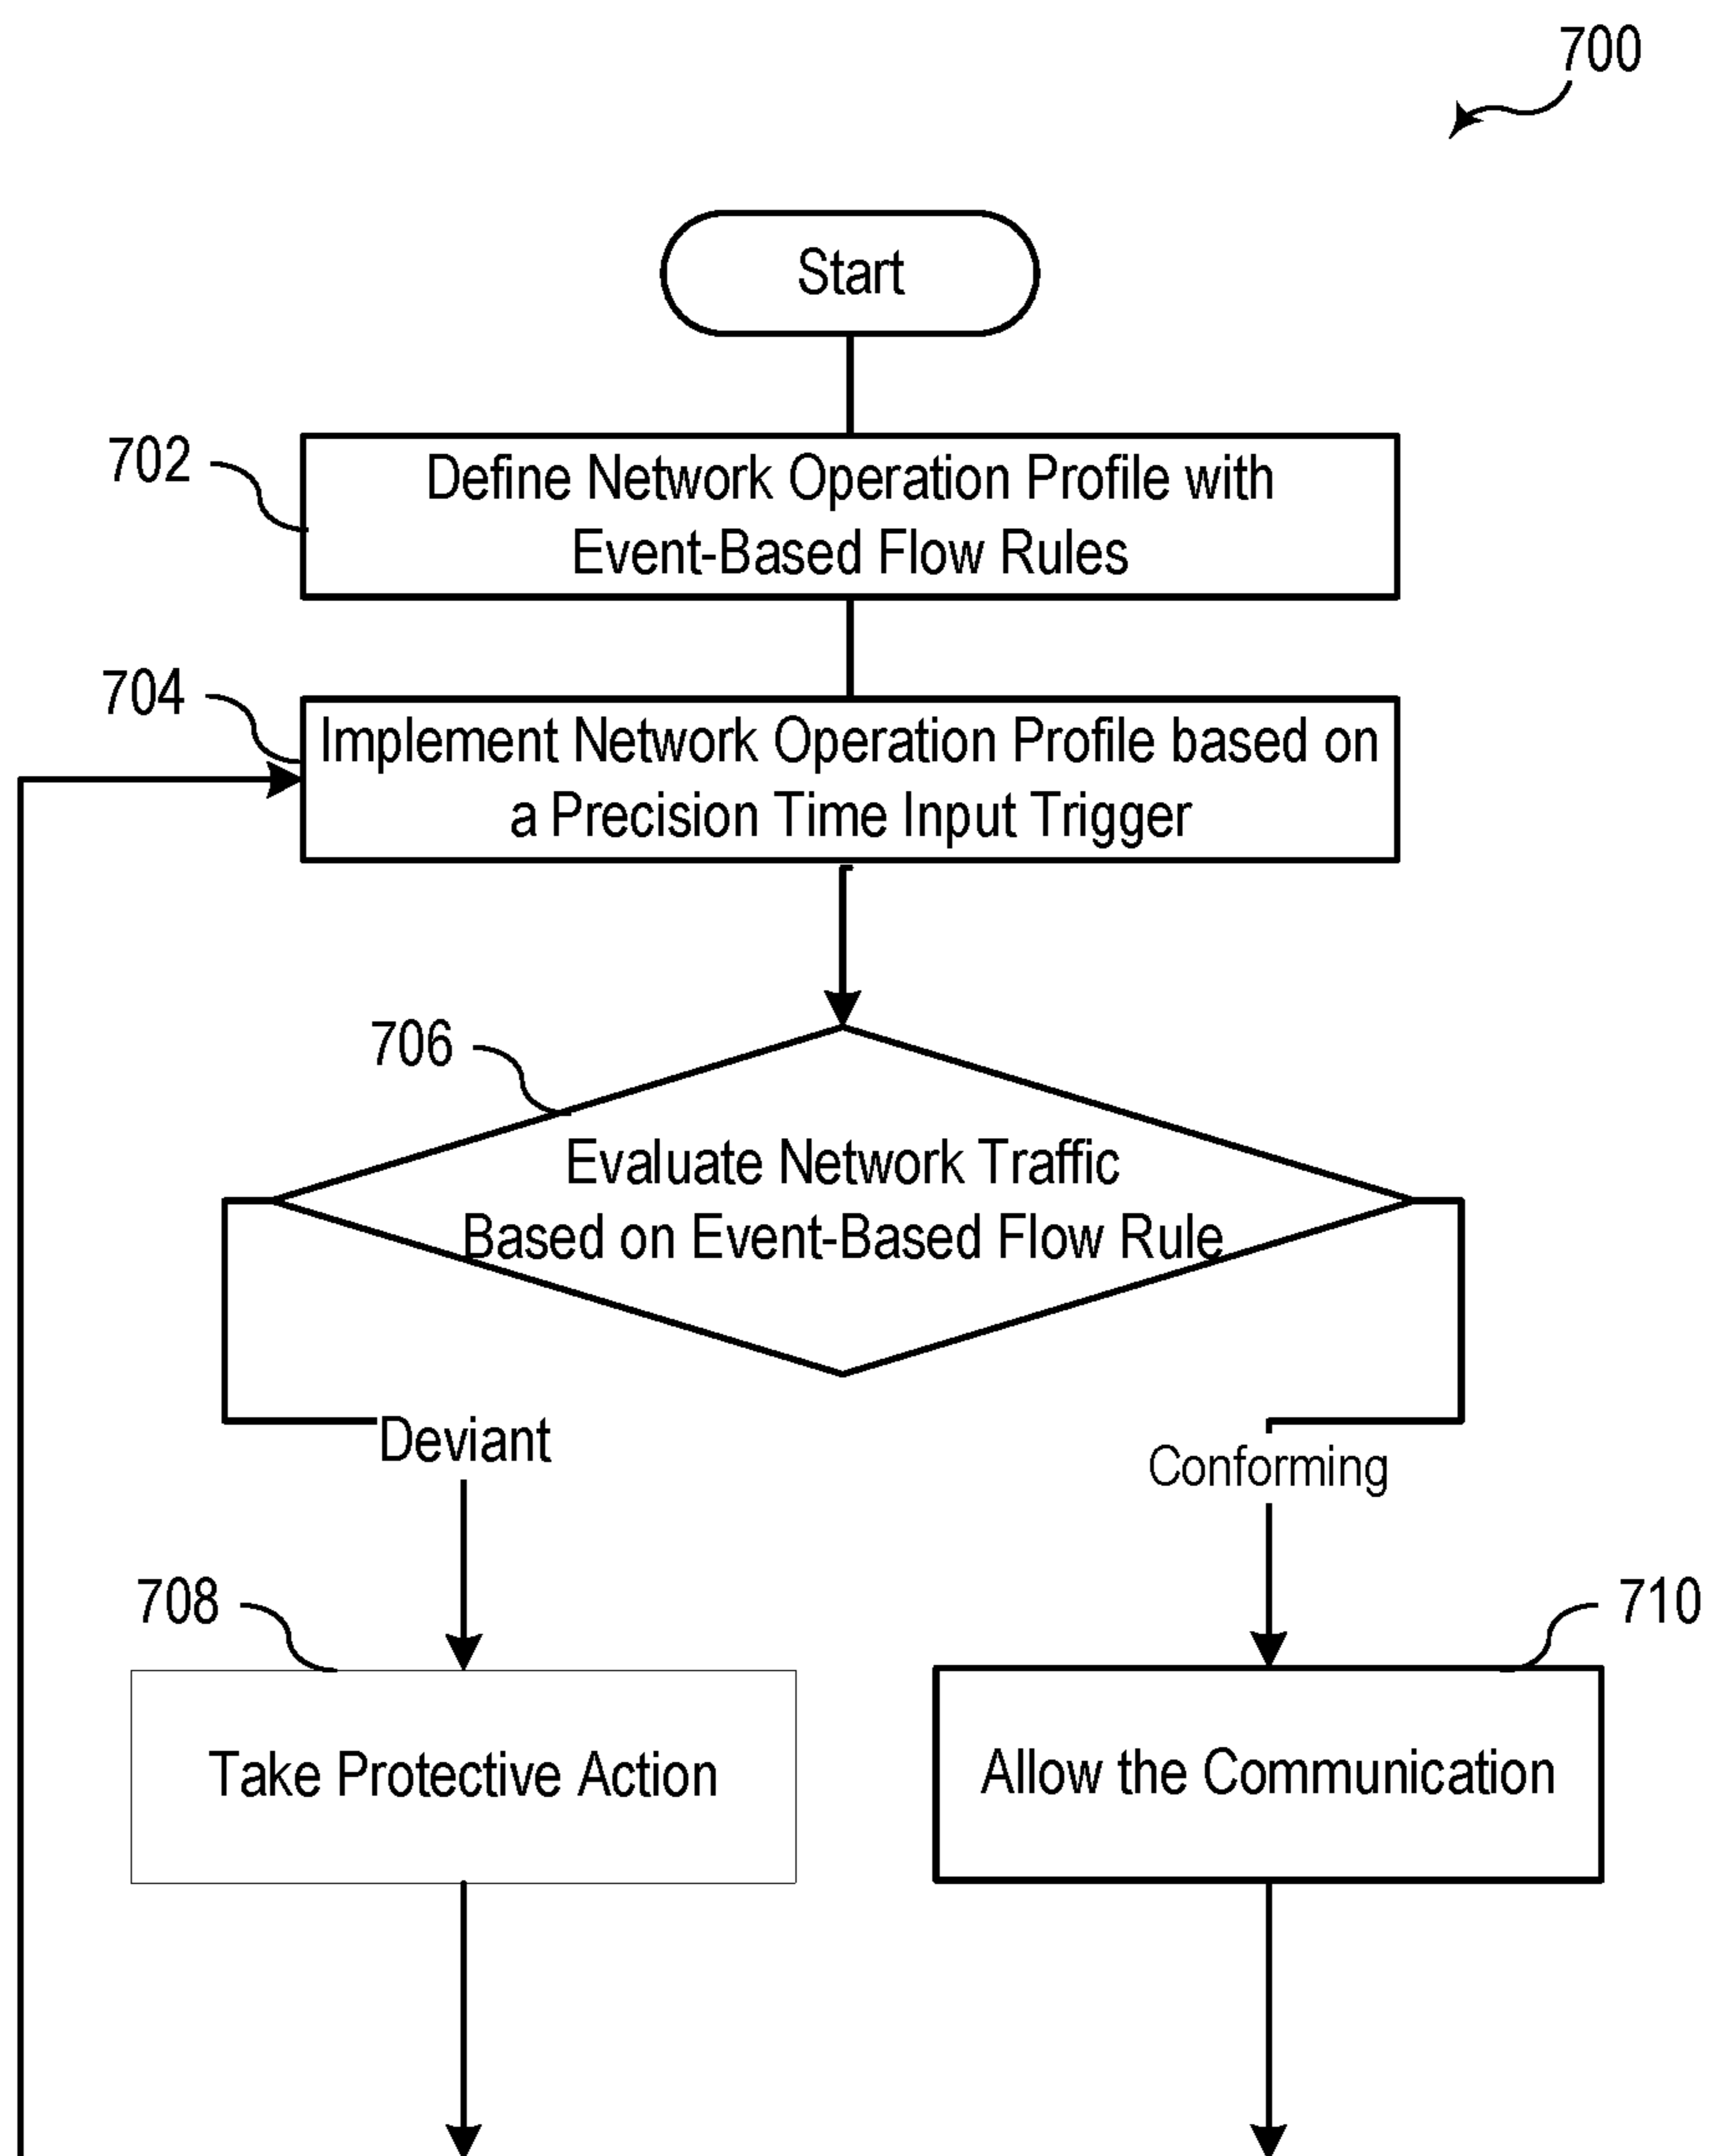 700
Start
702
Define Network Operation Profile with
Event-Based Flow Rules
704
Implement Network Operation Profile based on
a Precision Time Input Trigger
706
Evaluate Network Traffic
Based on Event-Based Flow Rule
Deviant
Conforming
708
710
Take Protective Action
Allow the Communication